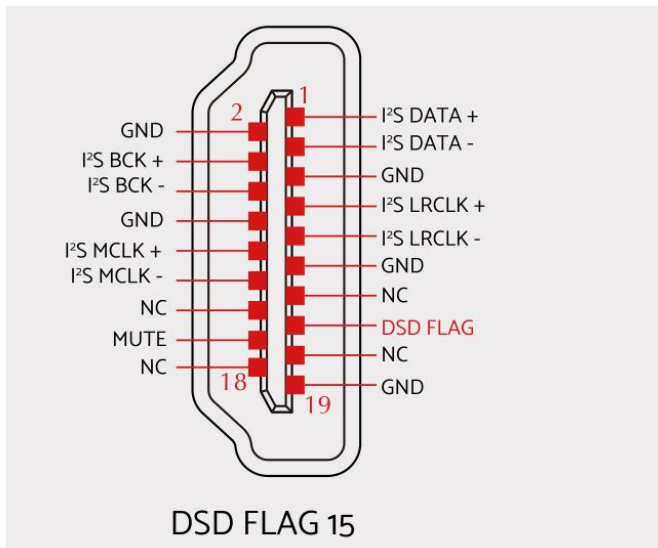 1
2
I²S DATA +
GND
I²S DATA -
I²S BCK +
GND
I²S BCK -
I²S LRCLK +
GND
I²S LRCLK -
I²S MCLK +
GND
I²S MCLK -
NC
NC
DSD FLAG
MUTE
NC
NC
18
GND
19
DSD FLAG 15